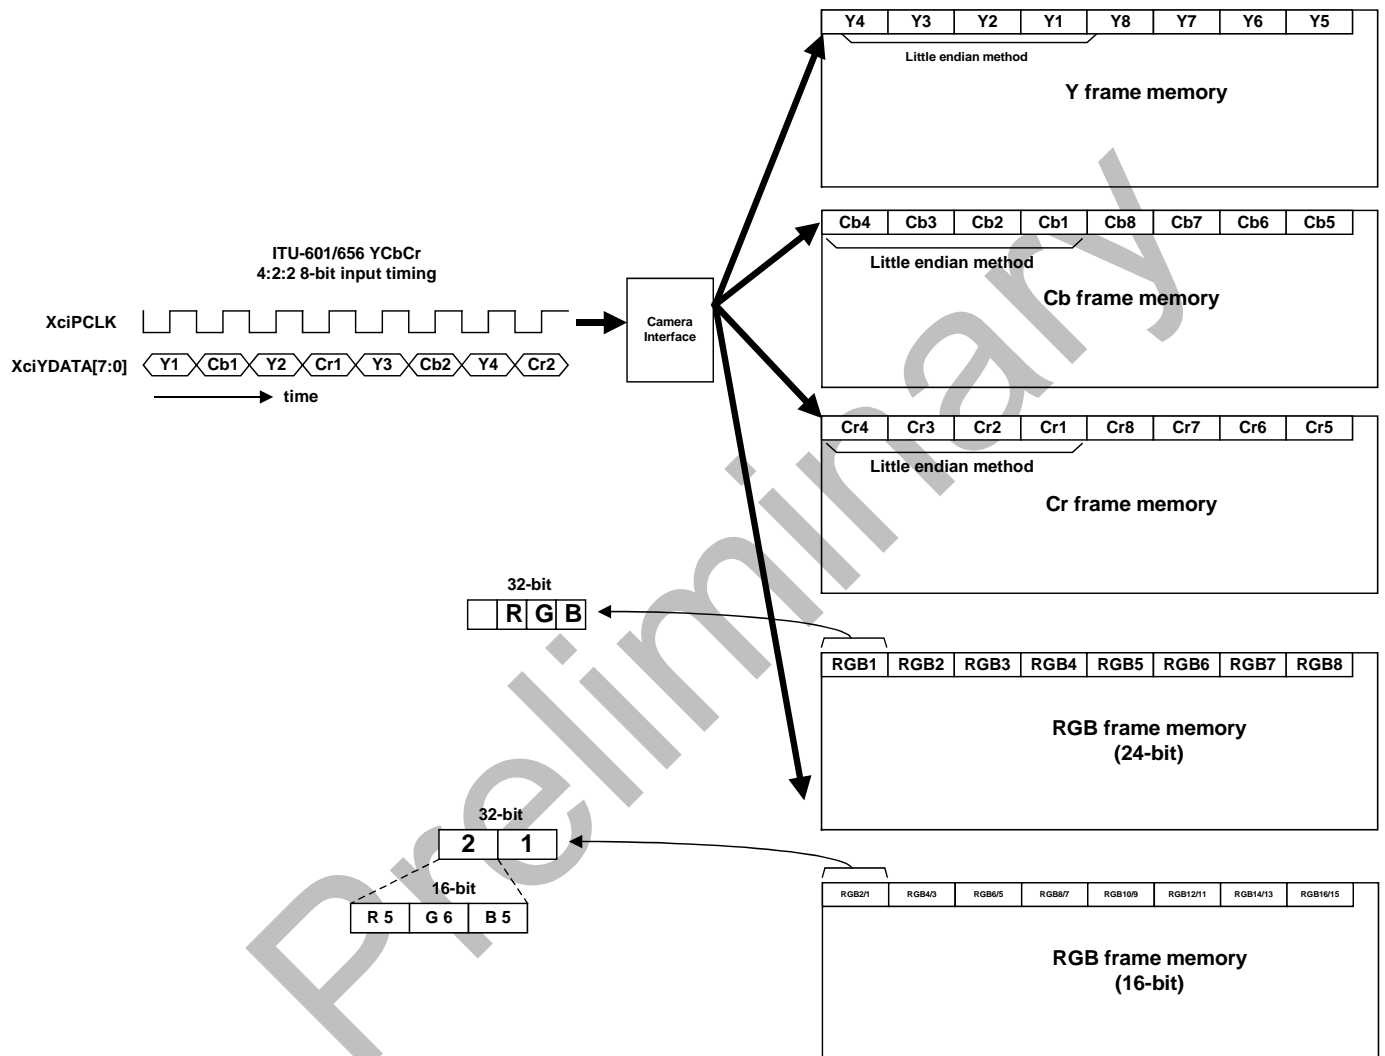 Y4 Y3 Y2 Y1 Y8 Y7 Y6 Y5
Little endian method
Y frame memory
Cb4 Cb3 Cb2 Cb1 Cb8 Cb7 Cb6 Cb5
Little endian method
Cb frame memory
ITU-601/656 YCbCr
4:2:2 8-bit input timing
XciPCLK
XciYDATA[7:0] Y1 Cb1 Y2 Cr1 Y3 Cb2 Y4 Cr2
time
Camera
Interface
Cr4 Cr3 Cr2 Cr1 Cr8 Cr7 Cr6 Cr5
Little endian method
Cr frame memory
32-bit
R G B
RGB1 RGB2 RGB3 RGB4 RGB5 RGB6 RGB7 RGB8
RGB frame memory
(24-bit)
32-bit
2 1
16-bit
R 5 G 6 B 5
RGB2/1 RGB4/3 RGB6/5 RGB8/7 RGB10/9 RGB12/11 RGB14/13 RGB16/15
RGB frame memory
(16-bit)
Preliminary